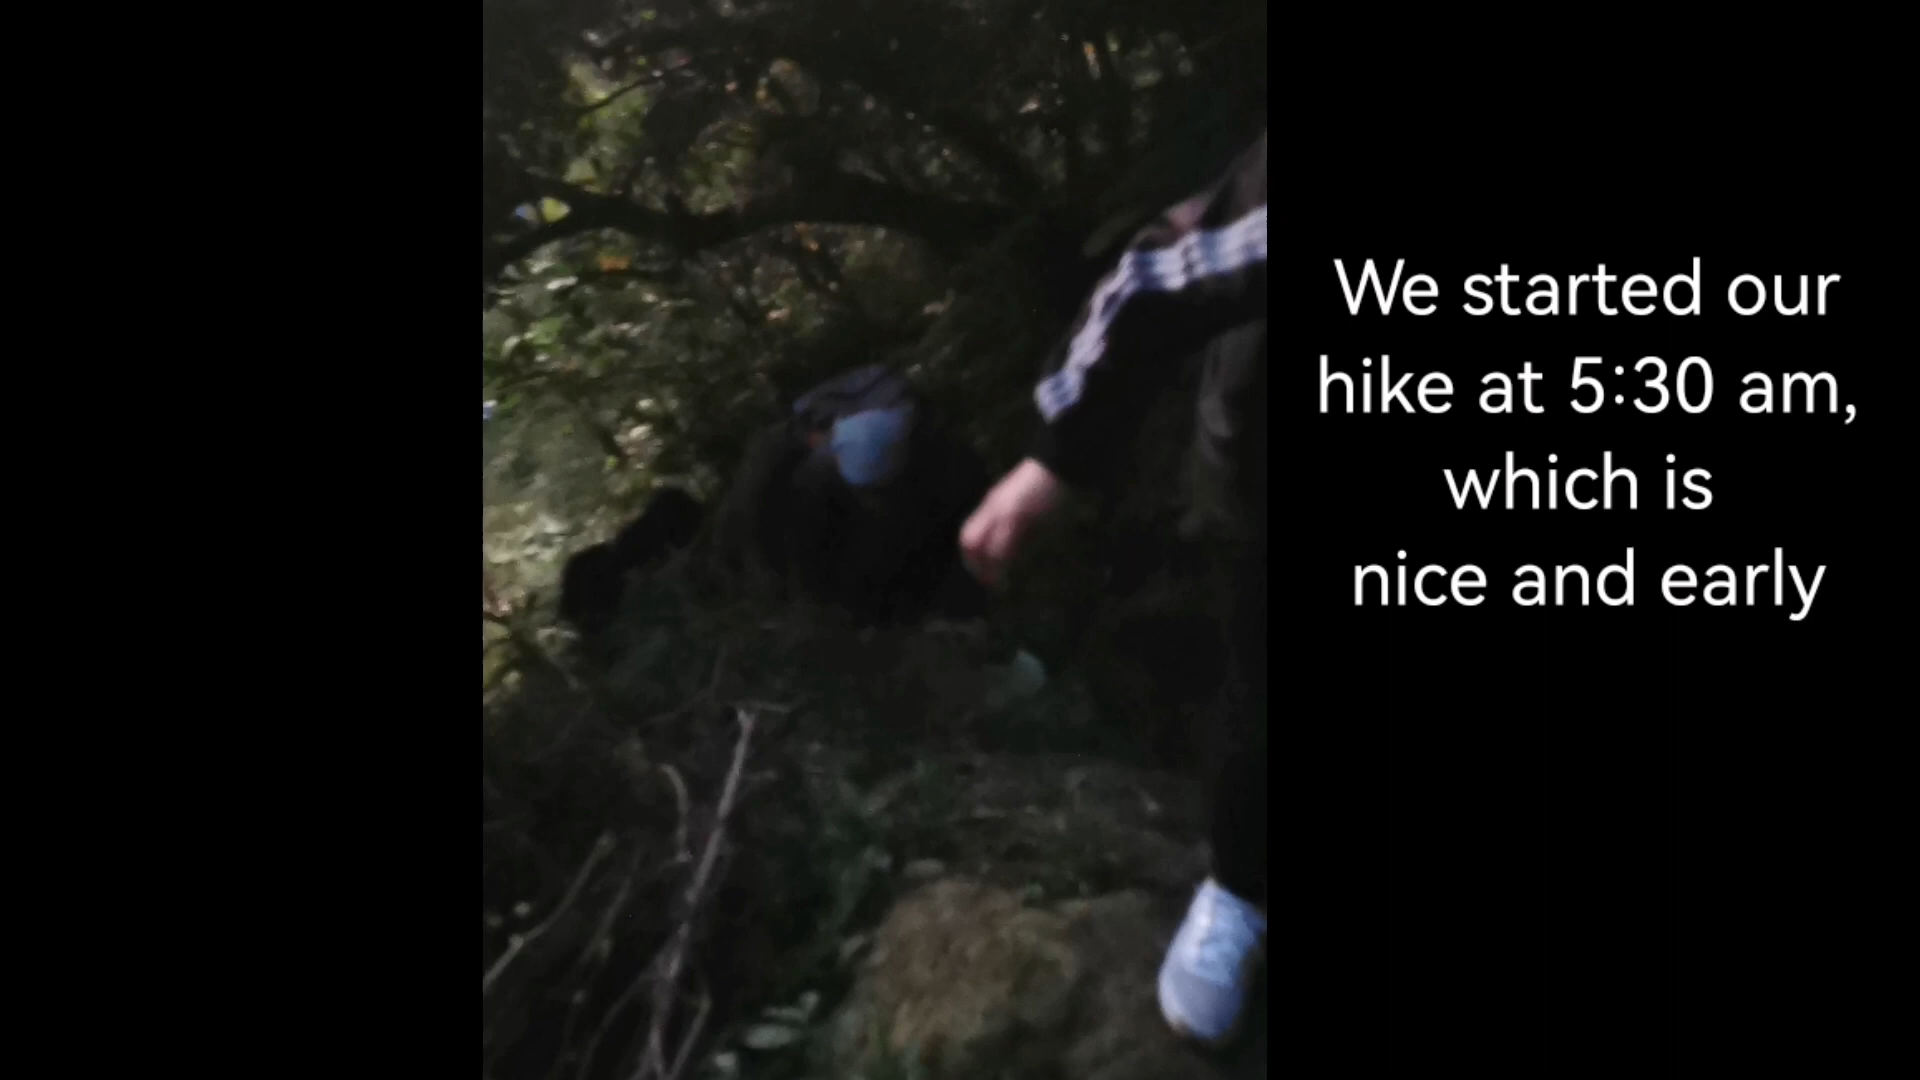 We started our
hike at 5:30 am,
which is
nice and early